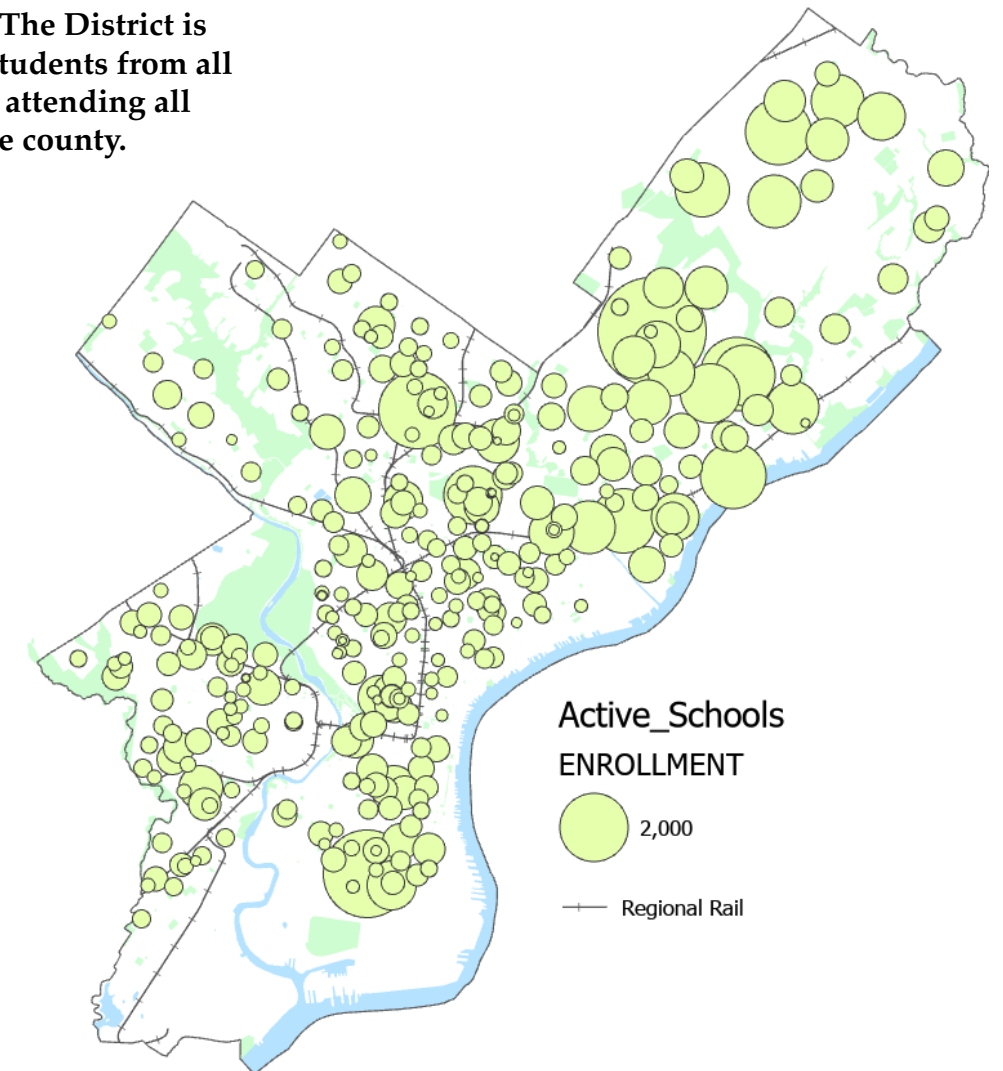 The District is
tudents from all
attending all
e county.
Active_Schools
ENROLLMENT
2,000
Regional Rail